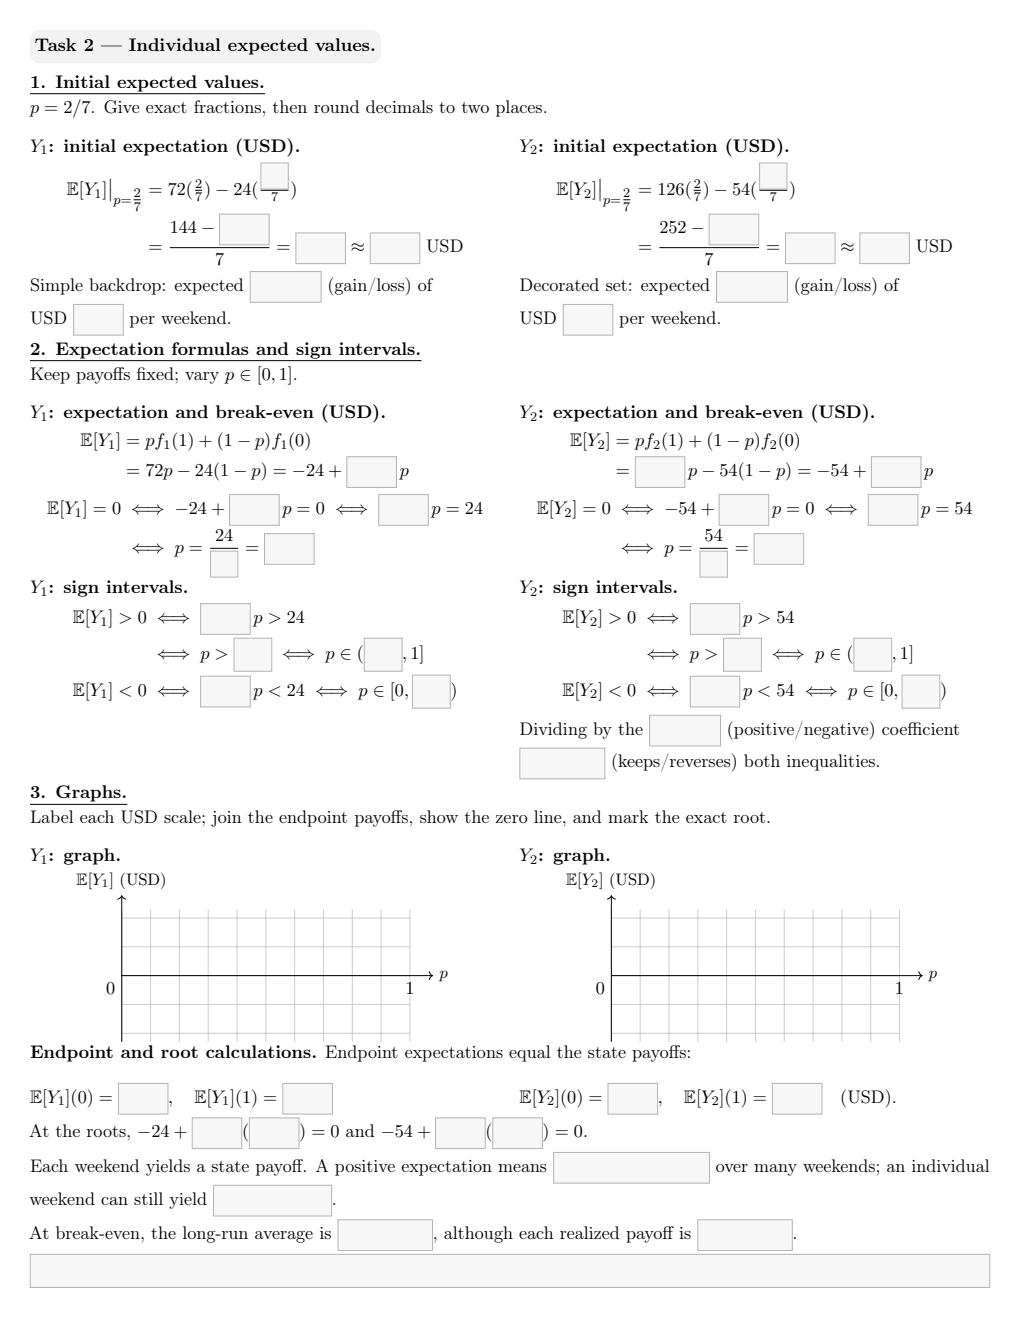 Task 2 — Individual expected values.
1. Initial expected values.
p = 2/7. Give exact fractions, then round decimals to two places.
Y₁: initial expectation (USD).
𝔼[Y₁]|ₚ₌2/7 = 72(2/7) − 24( /7)
= (144 − )/7 = ≈ USD
Simple backdrop: expected (gain/loss) of
USD per weekend.
Y₂: initial expectation (USD).
𝔼[Y₂]|ₚ₌2/7 = 126(2/7) − 54( /7)
= (252 − )/7 = ≈ USD
Decorated set: expected (gain/loss) of
USD per weekend.
2. Expectation formulas and sign intervals.
Keep payoffs fixed; vary p ∈ [0, 1].
Y₁: expectation and break-even (USD).
𝔼[Y₁] = pf₁(1) + (1 − p)f₁(0)
= 72p − 24(1 − p) = −24 + p
𝔼[Y₁] = 0 ⟺ −24 + p = 0 ⟺ p = 24
⟺ p = 24/ =
Y₁: sign intervals.
𝔼[Y₁] > 0 ⟺ p > 24
⟺ p > ⟺ p ∈ ( , 1]
𝔼[Y₁] < 0 ⟺ p < 24 ⟺ p ∈ [0, )
Y₂: expectation and break-even (USD).
𝔼[Y₂] = pf₂(1) + (1 − p)f₂(0)
= p − 54(1 − p) = −54 + p
𝔼[Y₂] = 0 ⟺ −54 + p = 0 ⟺ p = 54
⟺ p = 54/ =
Y₂: sign intervals.
𝔼[Y₂] > 0 ⟺ p > 54
⟺ p > ⟺ p ∈ ( , 1]
𝔼[Y₂] < 0 ⟺ p < 54 ⟺ p ∈ [0, )
Dividing by the (positive/negative) coefficient
(keeps/reverses) both inequalities.
3. Graphs.
Label each USD scale; join the endpoint payoffs, show the zero line, and mark the exact root.
Y₁: graph.
𝔼[Y₁] (USD)
p
0 1
Y₂: graph.
𝔼[Y₂] (USD)
p
0 1
Endpoint and root calculations. Endpoint expectations equal the state payoffs:
𝔼[Y₁](0) = , 𝔼[Y₁](1) = 𝔼[Y₂](0) = , 𝔼[Y₂](1) = (USD).
At the roots, −24 + ( ) = 0 and −54 + ( ) = 0.
Each weekend yields a state payoff. A positive expectation means over many weekends; an individual
weekend can still yield .
At break-even, the long-run average is , although each realized payoff is .